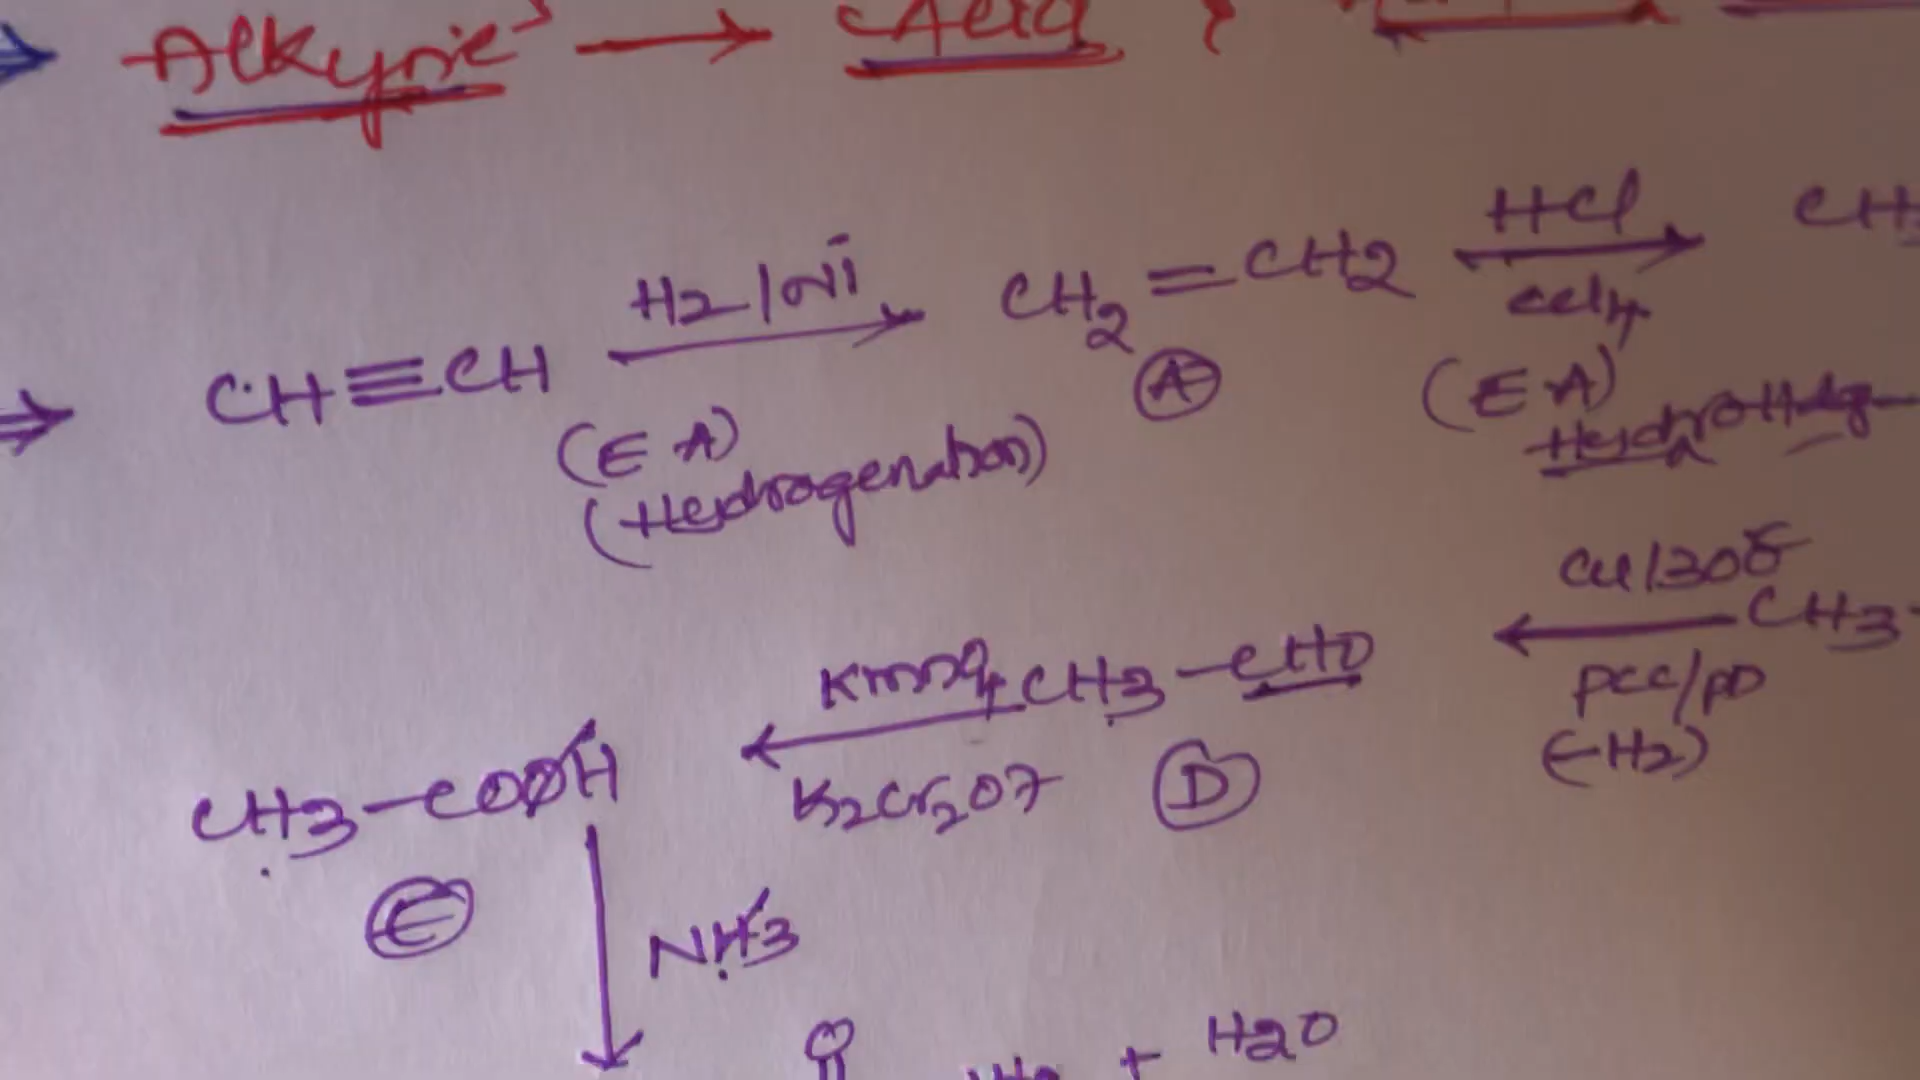 Alkyne → Acid
CH≡CH H2/Ni → CH2=CH2 HCl → CH3
CCl4
(A) (EA)
(EA)
(Hydrogenation)
Cu/300°C
CH3-COOH ← KMnO4 CH3-CHO ← CH3-
K2Cr2O7 (D) PCC/PD
(-H2)
(E)
NH3
+ H2O